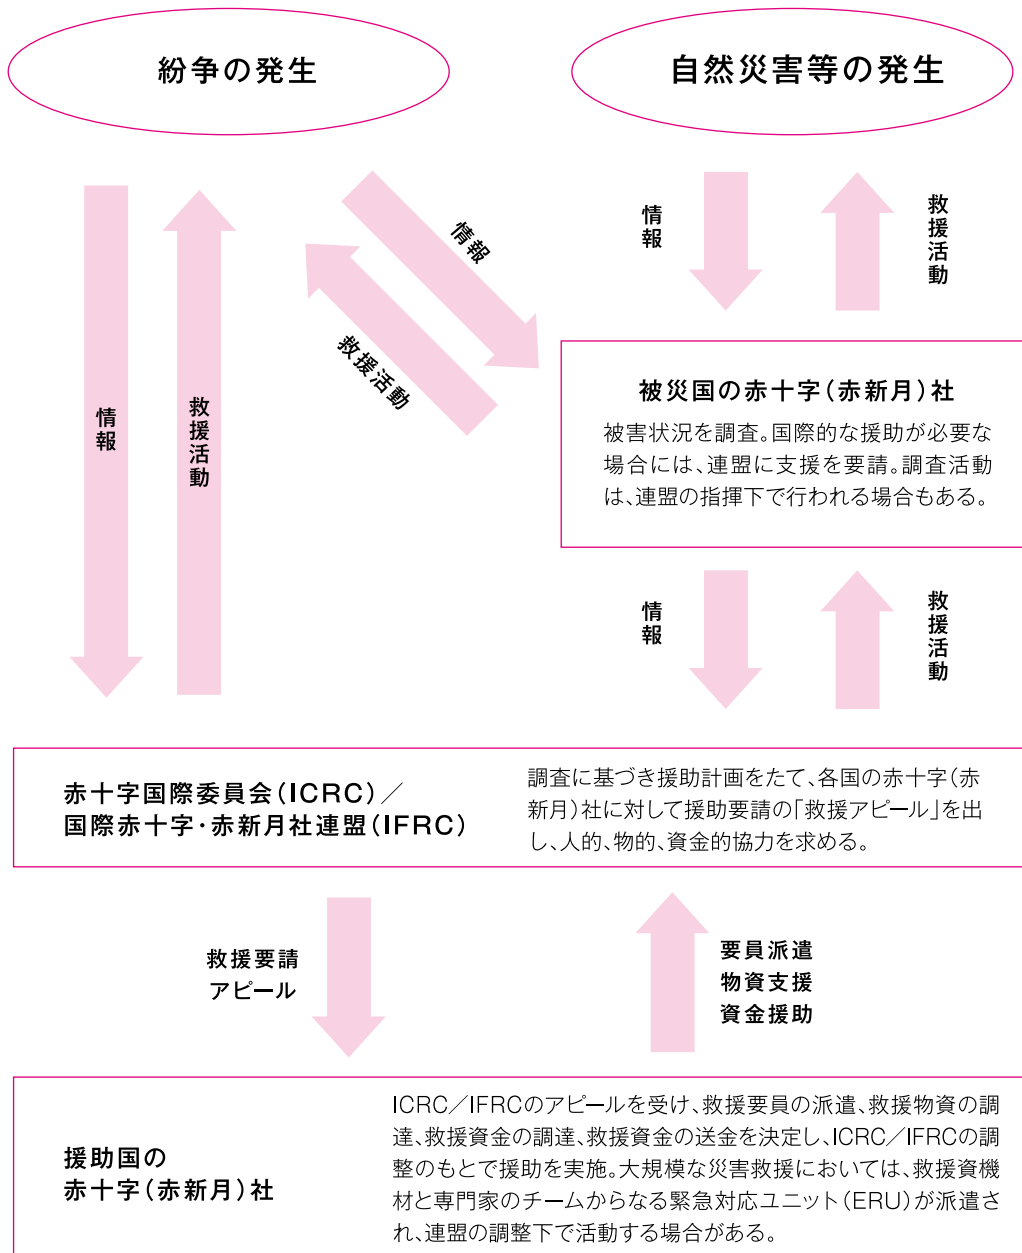 紛争の発生
自然災害等の発生
情報
救援活動
情報
救援活動
情報
救援活動
被災国の赤十字(赤新月)社
被害状況を調査。国際的な援助が必要な
場合には、連盟に支援を要請。調査活動
は、連盟の指揮下で行われる場合もある。
情報
救援活動
赤十字国際委員会(ICRC)／
国際赤十字・赤新月社連盟(IFRC)
調査に基づき援助計画をたて、各国の赤十字(赤
新月)社に対して援助要請の「救援アピール」を出
し、人的、物的、資金的協力を求める。
救援要請
アピール
要員派遣
物資支援
資金援助
援助国の
赤十字(赤新月)社
ICRC／IFRCのアピールを受け、救援要員の派遣、救援物資の調
達、救援資金の調達、救援資金の送金を決定し、ICRC／IFRCの調
整のもとで援助を実施。大規模な災害救援においては、救援資機
材と専門家のチームからなる緊急対応ユニット(ERU)が派遣さ
れ、連盟の調整下で活動する場合がある。